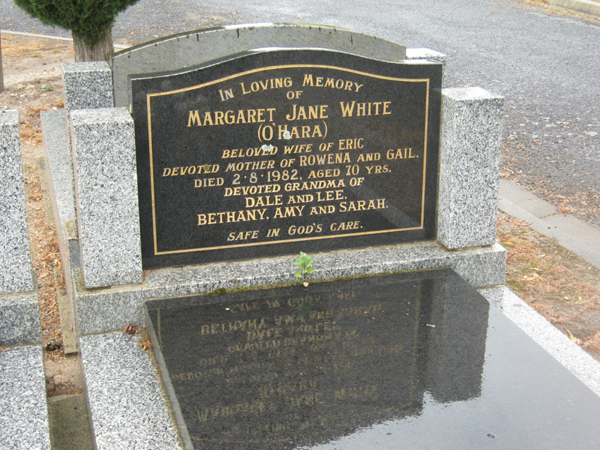 In Loving Memory
of
Margaret Jane White
(O'Hara)
Beloved wife of Eric
Devoted mother of Rowena and Gail.
Died 2·8·1982, aged 70 yrs.
Devoted Grandma of
Dale and Lee,
Bethany, Amy and Sarah.
Safe in God's care.